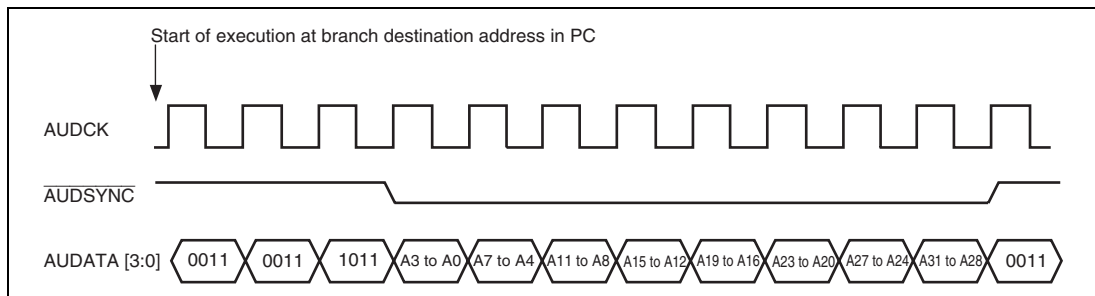 Start of execution at branch destination address in PC
AUDCK
AUDSYNC
AUDATA [3:0] 0011 0011 1011 A3 to A0 A7 to A4 A11 to A8 A15 to A12 A19 to A16 A23 to A20 A27 to A24 A31 to A28 0011